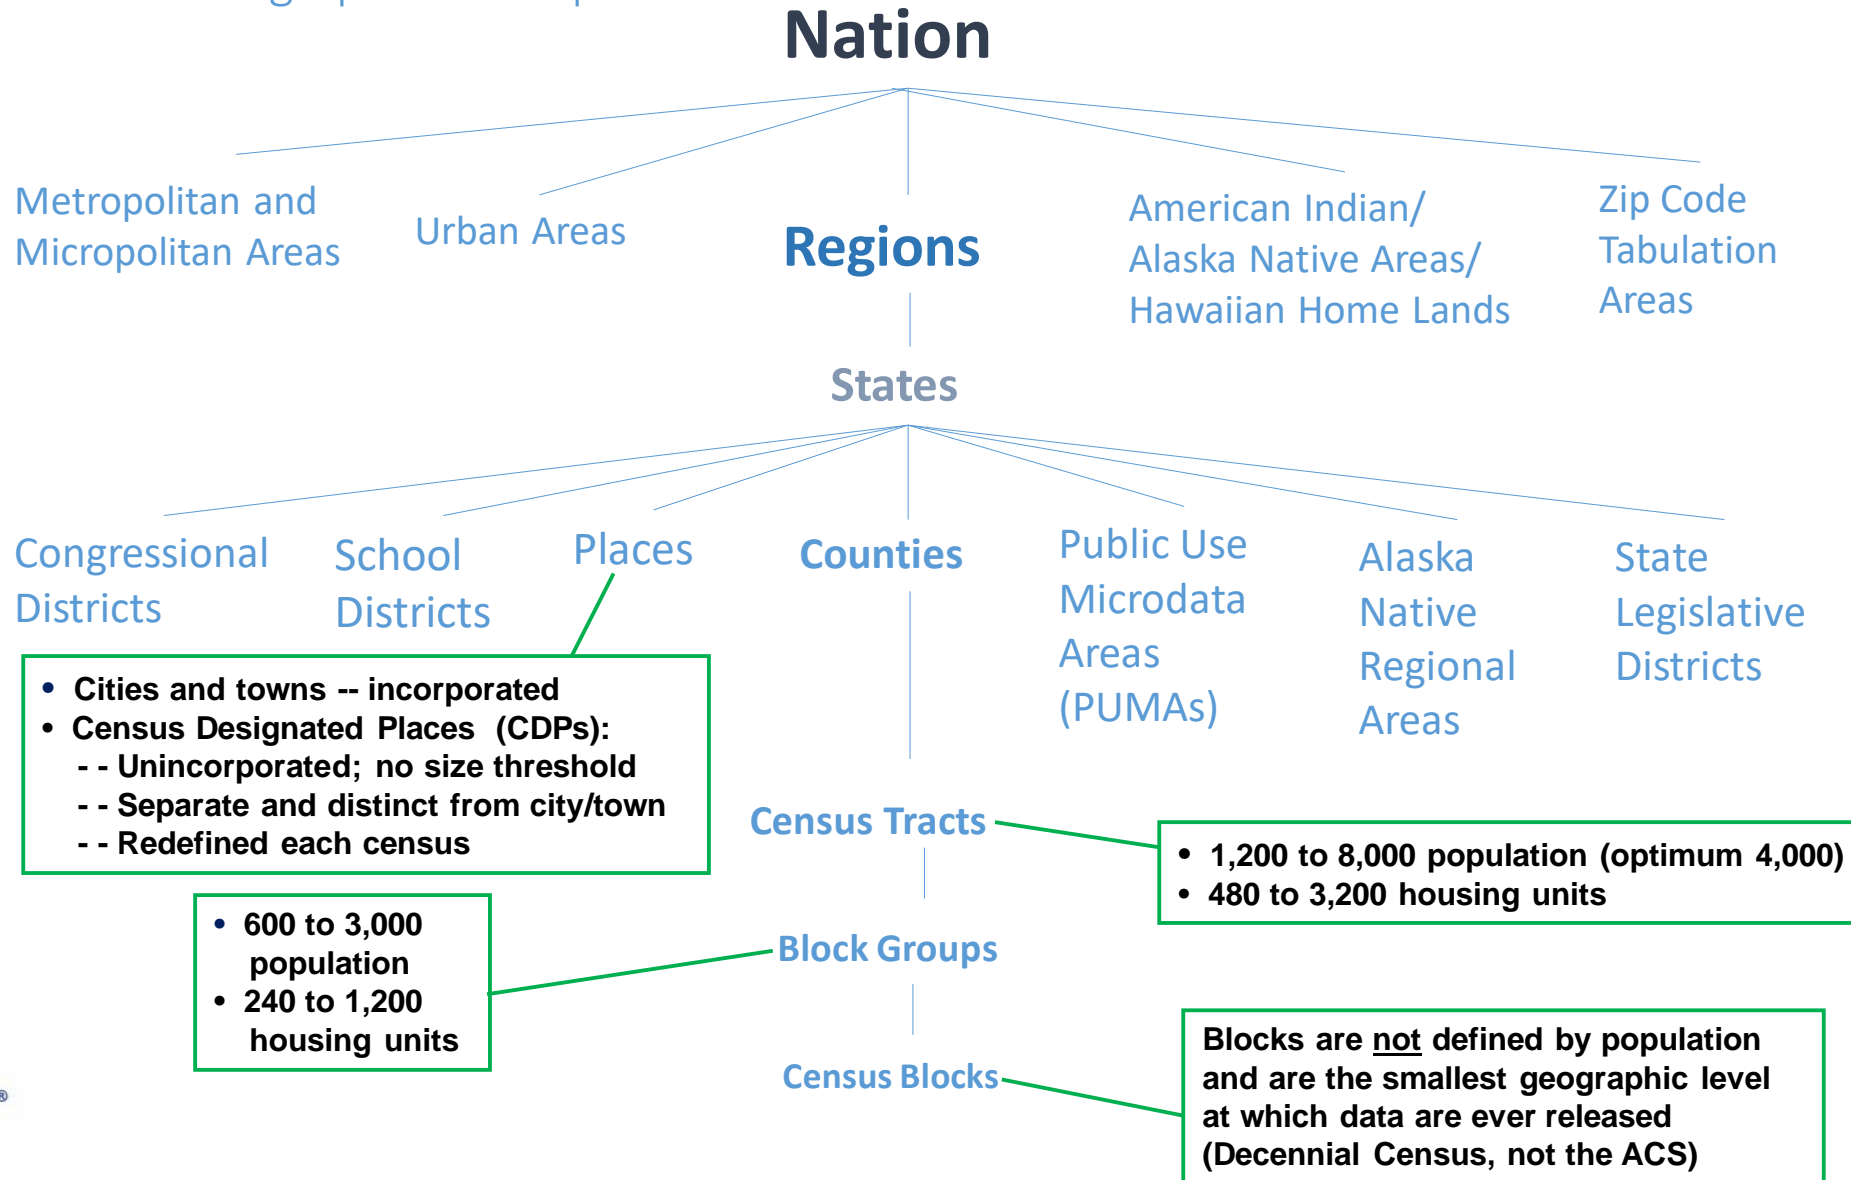 Nation
Metropolitan and
Micropolitan Areas
Urban Areas
Regions
American Indian/
Alaska Native Areas/
Hawaiian Home Lands
Zip Code
Tabulation
Areas
States
Congressional
Districts
School
Districts
Places
Counties
Public Use
Microdata
Areas
(PUMAs)
Alaska
Native
Regional
Areas
State
Legislative
Districts
• Cities and towns -- incorporated
• Census Designated Places (CDPs):
- - Unincorporated; no size threshold
- - Separate and distinct from city/town
- - Redefined each census
Census Tracts
• 1,200 to 8,000 population (optimum 4,000)
• 480 to 3,200 housing units
• 600 to 3,000
population
• 240 to 1,200
housing units
Block Groups
Census Blocks
Blocks are not defined by population
and are the smallest geographic level
at which data are ever released
(Decennial Census, not the ACS)
®